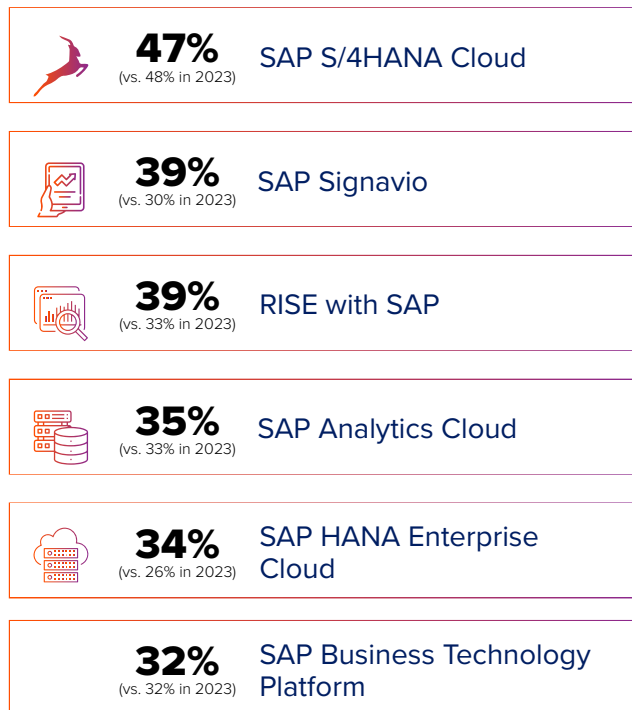 47%
(vs. 48% in 2023)
SAP S/4HANA Cloud
39%
(vs. 30% in 2023)
SAP Signavio
39%
(vs. 33% in 2023)
RISE with SAP
35%
(vs. 33% in 2023)
SAP Analytics Cloud
34%
(vs. 26% in 2023)
SAP HANA Enterprise
Cloud
32%
(vs. 32% in 2023)
SAP Business Technology
Platform